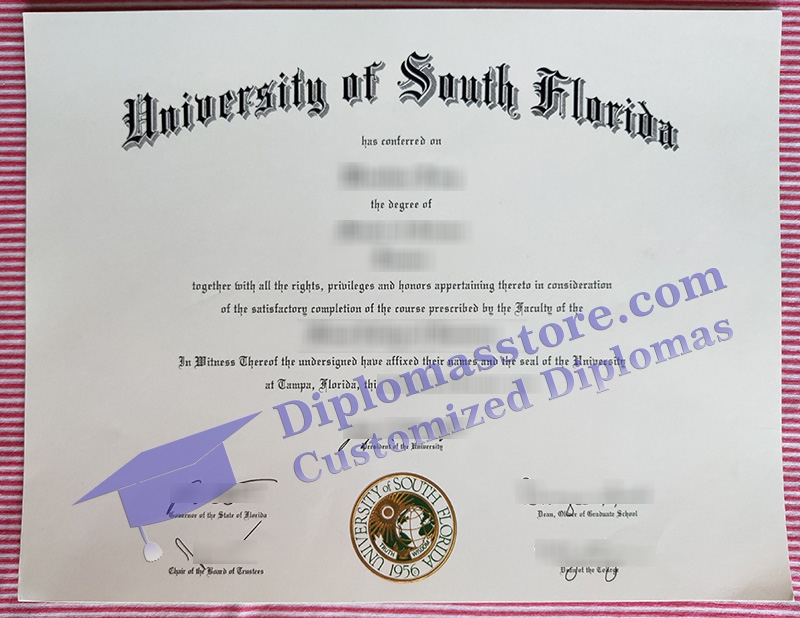 University of South Florida
has conferred on
the degree of
together with all the rights, privileges and honors appertaining thereto in consideration
of the satisfactory completion of the course prescribed by the Faculty of the
In Witness Thereof the undersigned have affixed their names and the seal of the University
at Tampa, Florida,
Diplomasstore.com
Customized Diplomas
President of the University
Governor of the State of Florida
Dean, Office of Graduate School
Chair of the Board of Trustees
Dean of the College
UNIVERSITY of SOUTH FLORIDA
TRUTH WISDOM
1956